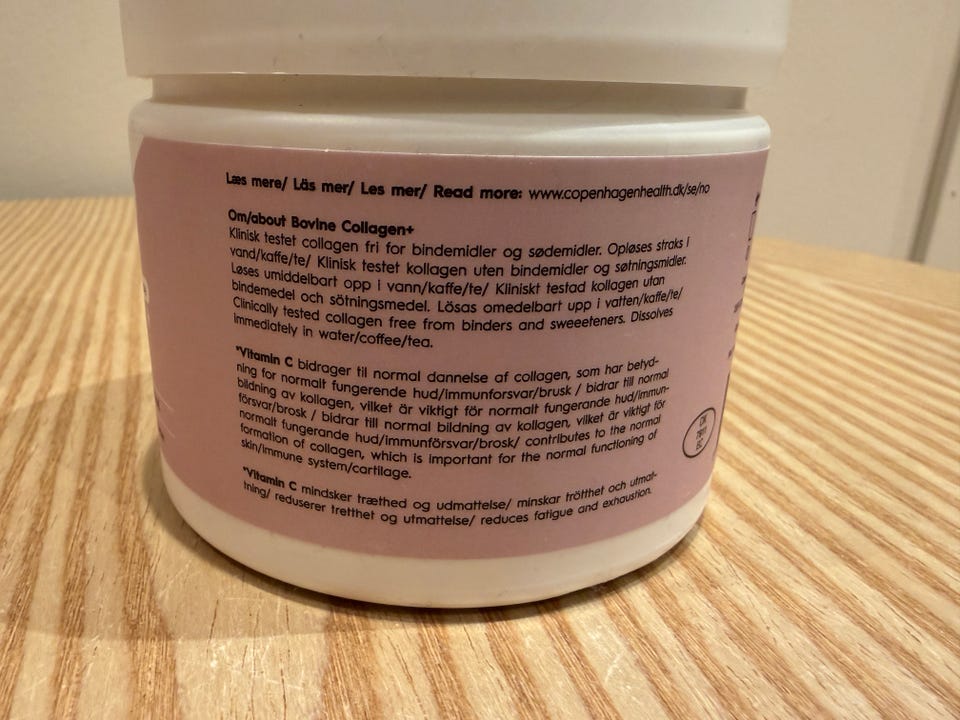 Læs mere/ Läs mer/ Les mer/ Read more: www.copenhagenhealth.dk/se/no
Om/about Bovine Collagen+
Klinisk testet collagen fri for bindemidler og sødemidler. Opløses straks i
vand/kaffe/te/ Klinisk testet kollagen uten bindemidler og søtningsmidler.
Løses umiddelbart opp i vann/kaffe/te/ Kliniskt testad kollagen utan
bindemedel och sötningsmedel. Lösas omedelbart upp i vatten/kaffe/te/
Clinically tested collagen free from binders and sweeeteners. Dissolves
immediately in water/coffee/tea.
*Vitamin C bidrager til normal dannelse af collagen, som har betyd-
ning for normalt fungerende hud/immunforsvar/brusk / bidrar till normal
bildning av kollagen, vilket är viktigt för normalt fungerande hud/immun-
försvar/brosk / bidrar till normal bildning av kollagen, vilket är viktigt för
normalt fungerande hud/immunförsvar/brosk/ contributes to the normal
formation of collagen, which is important for the normal functioning of
skin/immune system/cartilage.
*Vitamin C mindsker træthed og udmattelse/ minskar trötthet och utmat-
tning/ reduserer tretthet og utmattelse/ reduces fatigue and exhaustion.